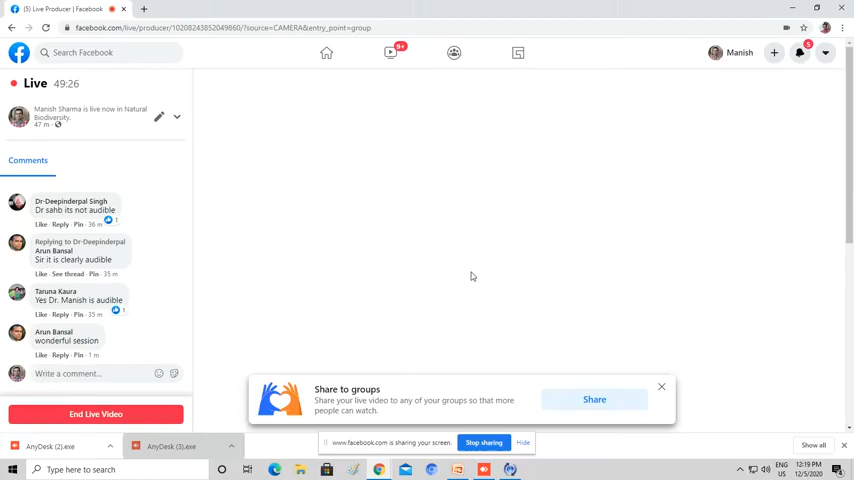 (5) Live Producer | Facebook
facebook.com/live/producer/10208243852049860/?source=CAMERA&entry_point=group
Search Facebook
9+
Manish
5
Live 49:26
Manish Sharma is live now in Natural
Biodiversity.
47 m
Comments
Dr-Deepinderpal Singh
Dr sahb its not audible
1
Like · Reply · Pin · 36 m
Replying to Dr-Deepinderpal
Arun Bansal
Sir it is clearly audible
Like · See thread · Pin · 35 m
Taruna Kaura
Yes Dr. Manish is audible
1
Like · Reply · Pin · 35 m
Arun Bansal
wonderful session
Like · Reply · Pin · 1 m
Write a comment...
End Live Video
Share to groups
Share your live video to any of your groups so that more
people can watch.
Share
AnyDesk (2).exe
AnyDesk (3).exe
www.facebook.com is sharing your screen.
Stop sharing
Hide
Show all
Type here to search
ENG
US
12:19 PM
12/5/2020
4